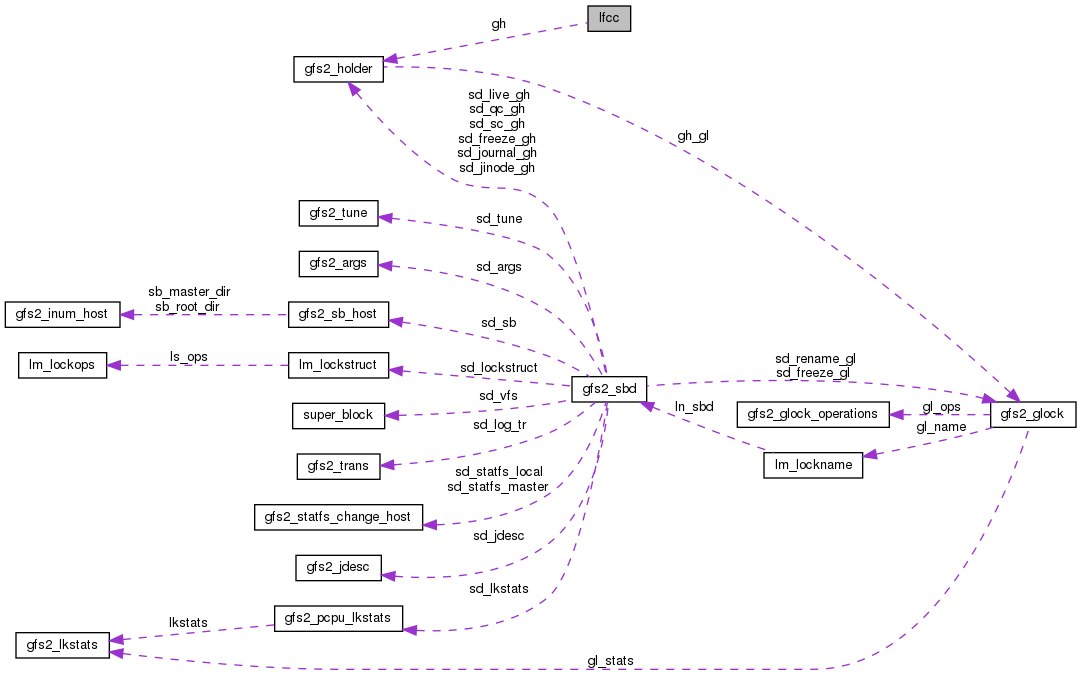 lfcc
gh
gfs2_holder
sd_live_gh
sd_qc_gh
sd_sc_gh
sd_freeze_gh
sd_journal_gh
sd_jinode_gh
gh_gl
gfs2_tune
sd_tune
gfs2_args
sd_args
sb_master_dir
sb_root_dir
gfs2_inum_host
gfs2_sb_host
sd_sb
lm_lockops
ls_ops
lm_lockstruct
sd_lockstruct
gfs2_sbd
sd_rename_gl
sd_freeze_gl
super_block
sd_vfs
ln_sbd
gfs2_glock_operations
gl_ops
gfs2_glock
gl_name
gfs2_trans
sd_log_tr
lm_lockname
gfs2_statfs_change_host
sd_statfs_local
sd_statfs_master
gfs2_jdesc
sd_jdesc
sd_lkstats
gfs2_pcpu_lkstats
lkstats
gfs2_lkstats
gl_stats